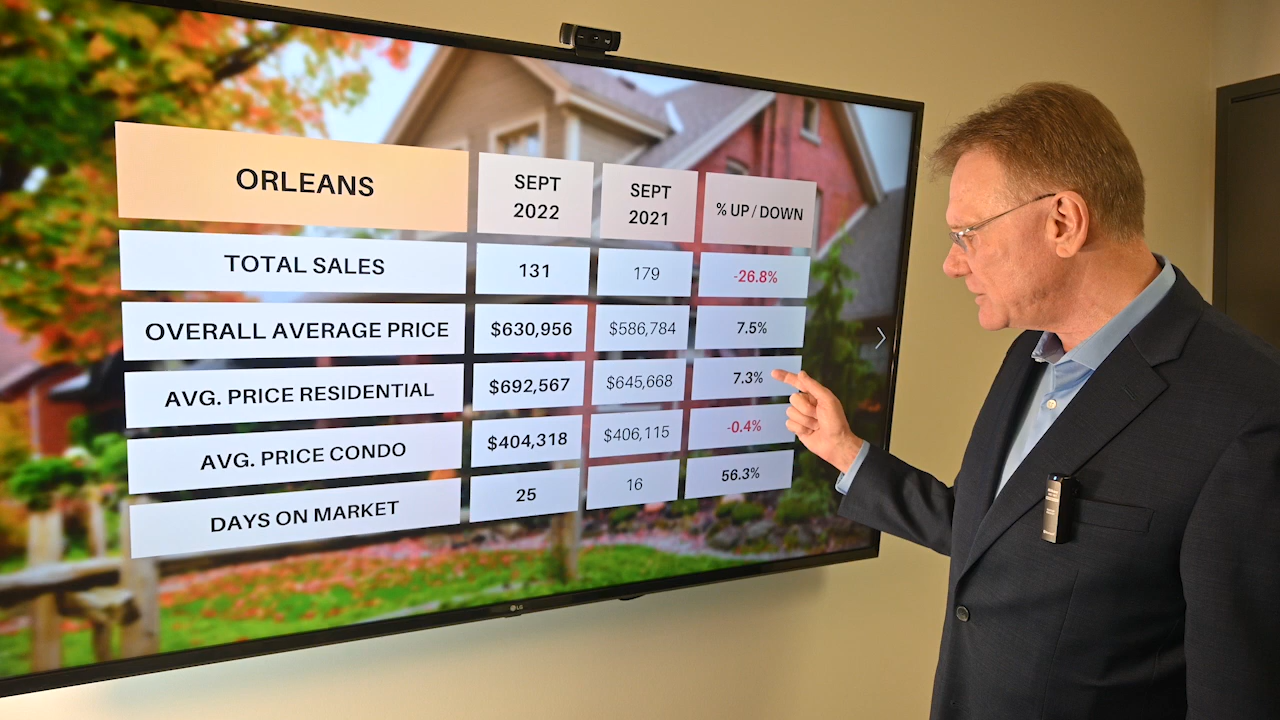 ORLEANS
SEPT
2022
SEPT
2021
% UP / DOWN
TOTAL SALES
131
179
-26.8%
OVERALL AVERAGE PRICE
$630,956
$586,784
7.5%
AVG. PRICE RESIDENTIAL
$692,567
$645,668
7.3%
AVG. PRICE CONDO
$404,318
$406,115
-0.4%
DAYS ON MARKET
25
16
56.3%
LG